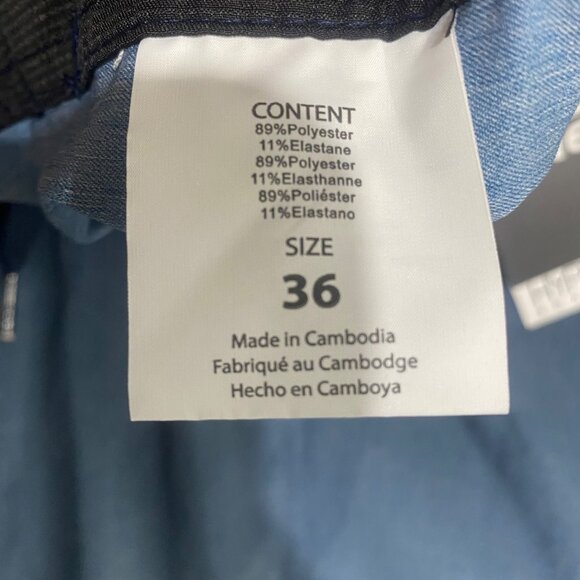 CONTENT
89%Polyester
11%Elastane
89%Polyester
11%Elasthanne
89%Poliéster
11%Elastano
SIZE
36
Made in Cambodia
Fabriqué au Cambodge
Hecho en Camboya